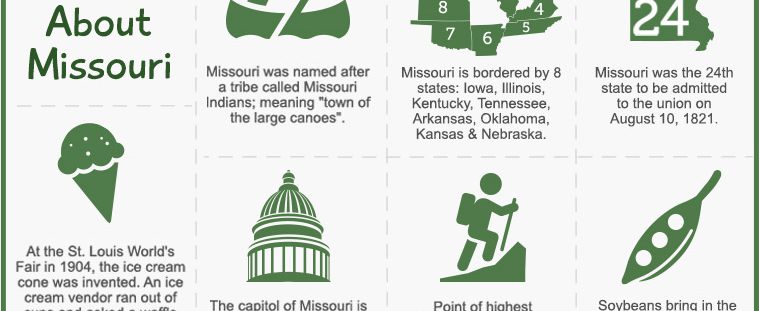 About
Missouri
8
4
7
6
5
24
Missouri was named after
a tribe called Missouri
Indians; meaning "town of
the large canoes".
Missouri is bordered by 8
states: Iowa, Illinois,
Kentucky, Tennessee,
Arkansas, Oklahoma,
Kansas & Nebraska.
Missouri was the 24th
state to be admitted
to the union on
August 10, 1821.
At the St. Louis World's
Fair in 1904, the ice cream
cone was invented. An ice
cream vendor ran out of
cups and asked a waffle
The capitol of Missouri is
Point of highest
Soybeans bring in the